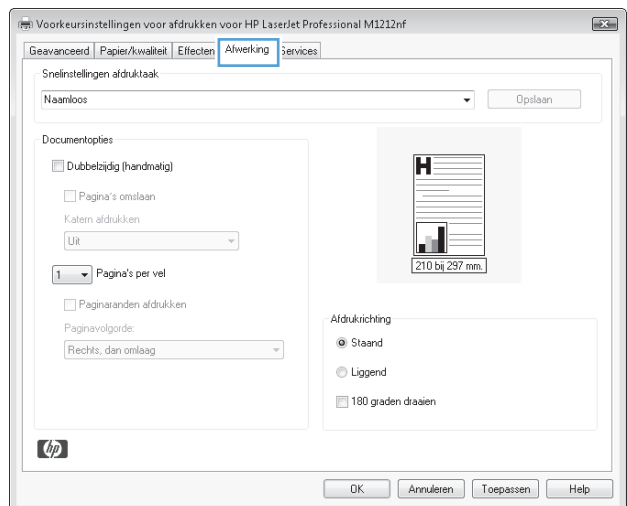 Voorkeursinstellingen voor afdrukken voor HP LaserJet Professional M1212nf
Geavanceerd Papier/kwaliteit Effecten Afwerking Services
Snelinstellingen afdruktaak
Naamloos Opslaan
Documentopties
Dubbelzijdig (handmatig)
Pagina's omslaan
Katern afdrukken
Uit
1 Pagina's per vel
Paginaranden afdrukken
Paginavolgorde:
Rechts, dan omlaag
H
210 bij 297 mm.
Afdrukrichting
Staand
Liggend
180 graden draaien
hp
OK Annuleren Toepassen Help